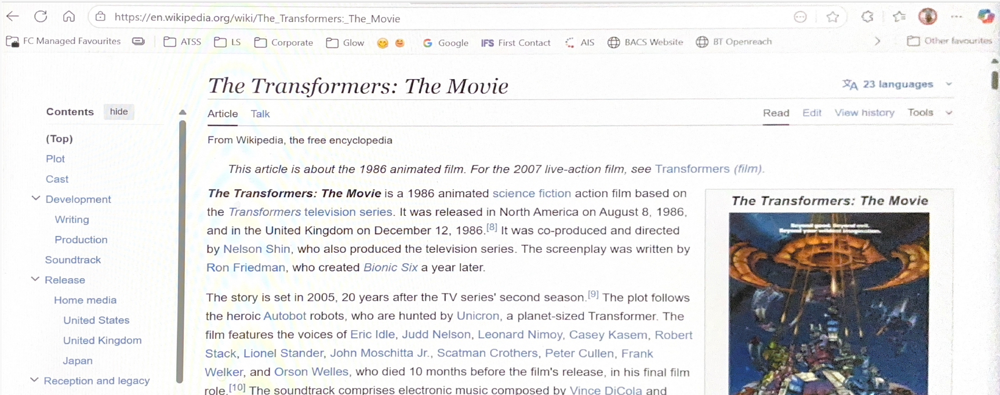 https://en.wikipedia.org/wiki/The_Transformers:_The_Movie
FC Managed Favourites ATSS LS Corporate Glow Google IFS First Contact AIS BACS Website BT Openreach Other favourites
The Transformers: The Movie
23 languages
Contents hide
Article Talk Read Edit View history Tools
(Top)
Plot
Cast
Development
Writing
Production
Soundtrack
Release
Home media
United States
United Kingdom
Japan
Reception and legacy
From Wikipedia, the free encyclopedia
This article is about the 1986 animated film. For the 2007 live-action film, see Transformers (film).
The Transformers: The Movie is a 1986 animated science fiction action film based on
the Transformers television series. It was released in North America on August 8, 1986,
and in the United Kingdom on December 12, 1986.[8] It was co-produced and directed
by Nelson Shin, who also produced the television series. The screenplay was written by
Ron Friedman, who created Bionic Six a year later.
The story is set in 2005, 20 years after the TV series' second season.[9] The plot follows
the heroic Autobot robots, who are hunted by Unicron, a planet-sized Transformer. The
film features the voices of Eric Idle, Judd Nelson, Leonard Nimoy, Casey Kasem, Robert
Stack, Lionel Stander, John Moschitta Jr., Scatman Crothers, Peter Cullen, Frank
Welker, and Orson Welles, who died 10 months before the film's release, in his final film
role.[10] The soundtrack comprises electronic music composed by Vince DiCola and
The Transformers: The Movie
Beyond good. Beyond evil.
Beyond your wildest imagination.